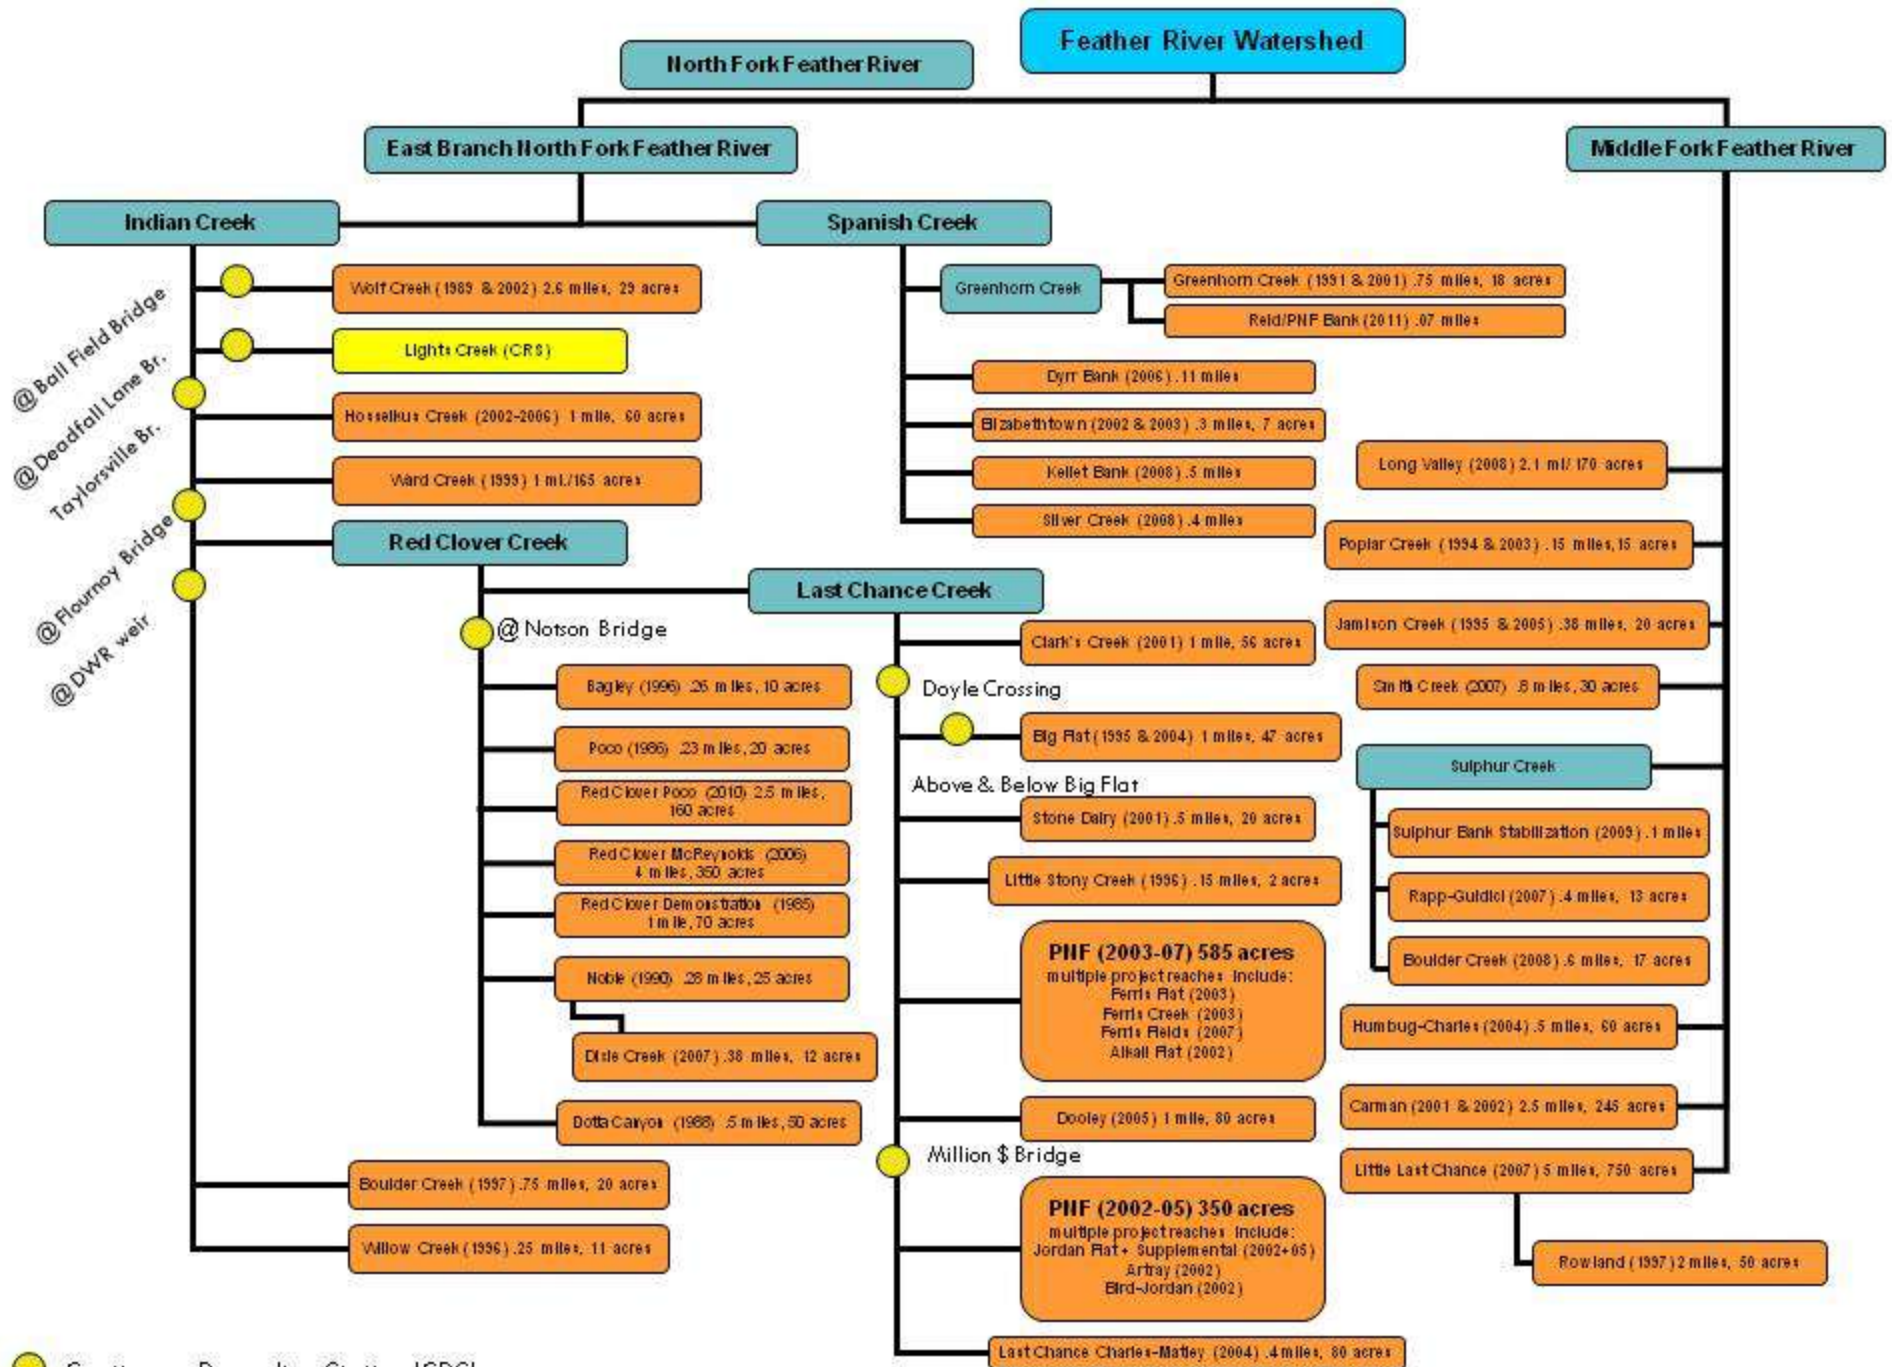 Feather River Watershed
North Fork Feather River
East Branch North Fork Feather River
Middle Fork Feather River
Indian Creek
Spanish Creek
@ Ball Field Bridge
@ Deadfall Lane Br.
Taylorsville Br.
@ Flournoy Bridge
@ DWR weir
Wolf Creek (1989 & 2002) 2.6 miles, 29 acres
Lights Creek (CRS)
Hosselkus Creek (2002-2006) 1 mile, 60 acres
Ward Creek (1999) 1 mi./165 acres
Red Clover Creek
@ Notson Bridge
Bagley (1996) .26 miles, 10 acres
Poco (1986) .23 miles, 20 acres
Red Clover Poco (2010) 2.5 miles,
160 acres
Red Clover McReynolds (2006)
4 miles, 350 acres
Red Clover Demonstration (1985)
1 mile, 70 acres
Noble (1990) .28 miles, 25 acres
Dixie Creek (2007) .38 miles, 12 acres
Dotta Canyon (1988) .5 miles, 50 acres
Boulder Creek (1997) .75 miles, 20 acres
Willow Creek (1996) .25 miles, 11 acres
Greenhorn Creek
Greenhorn Creek (1991 & 2001) .75 miles, 18 acres
Reid/PNF Bank (2011) .07 miles
Dyrr Bank (2006) .11 miles
Elizabethtown (2002 & 2003) .3 miles, 7 acres
Kellet Bank (2008) .5 miles
Silver Creek (2008) .4 miles
Last Chance Creek
Clark's Creek (2001) 1 mile, 56 acres
Doyle Crossing
Big Flat (1995 & 2004) 1 miles, 47 acres
Above & Below Big Flat
Stone Dairy (2001) .5 miles, 20 acres
Little Stony Creek (1996) .15 miles, 2 acres
PNF (2003-07) 585 acres
multiple project reaches include:
Ferris Flat (2003)
Ferris Creek (2003)
Ferris Fields (2007)
Alkali Flat (2002)
Dooley (2005) 1 mile, 80 acres
Million $ Bridge
PNF (2002-05) 350 acres
multiple project reaches include:
Jordan Flat + Supplemental (2002+05)
Artray (2002)
Bird-Jordan (2002)
Last Chance Charles-Matley (2004) .4 miles, 80 acres
Long Valley (2008) 2.1 mi/ 170 acres
Poplar Creek (1994 & 2003) .15 miles, 15 acres
Jamison Creek (1995 & 2005) .38 miles, 20 acres
Smith Creek (2007) .8 miles, 30 acres
Sulphur Creek
Sulphur Bank Stabilization (2009) .1 miles
Rapp-Guidici (2007) .4 miles, 13 acres
Boulder Creek (2008) .6 miles, 17 acres
Humbug-Charles (2004) .5 miles, 60 acres
Carman (2001 & 2002) 2.5 miles, 245 acres
Little Last Chance (2007) 5 miles, 750 acres
Rowland (1997) 2 miles, 50 acres